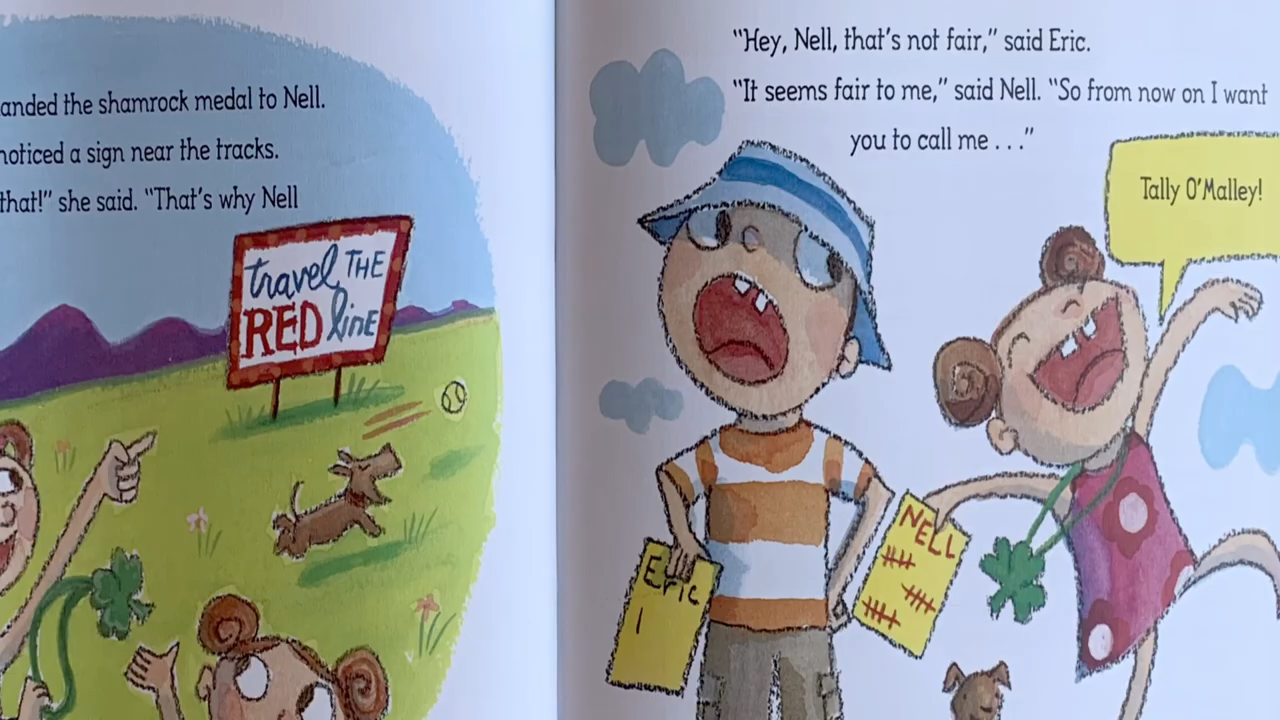 anded the shamrock medal to Nell.
noticed a sign near the tracks.
that!" she said. "That's why Nell
travel THE
RED line
"Hey, Nell, that's not fair," said Eric.
"It seems fair to me," said Nell. "So from now on I want
you to call me . . ."
Tally O'Malley!
Eric
1
NELL